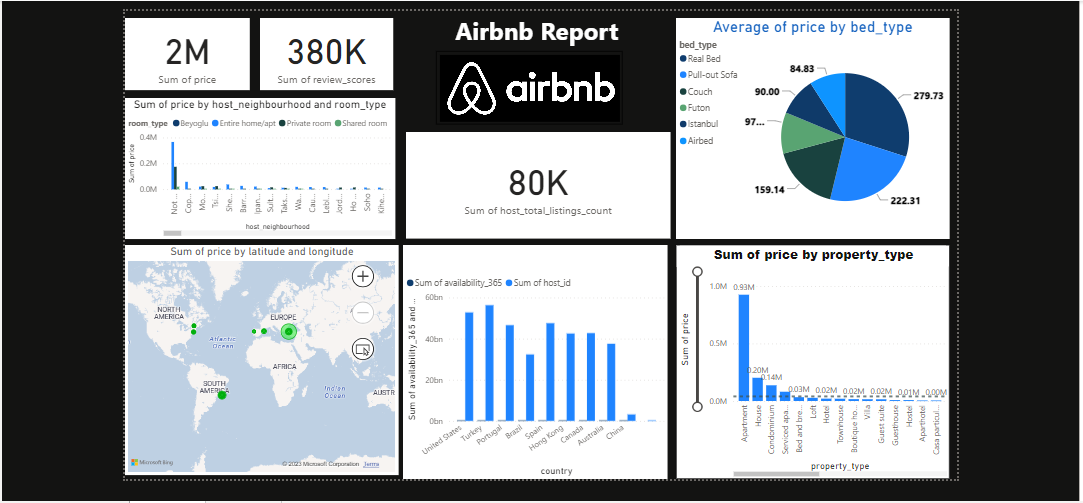 2M
Sum of price
380K
Sum of review_scores
Airbnb Report
airbnb
Sum of price by host_neighbourhood and room_type
room_type Beyoglu Entire home/apt Private room Shared room
Sum of price
0.4M
0.2M
0.0M
Not ...
Cop...
Mo...
Tsi...
She...
Barr...
Ipan...
Sult...
Taks...
Wa...
Cau...
Lebl...
Jord...
Ho ...
Soho
Kihe...
host_neighbourhood
80K
Sum of host_total_listings_count
Average of price by bed_type
bed_type
Real Bed
Pull-out Sofa
Couch
Futon
Istanbul
Airbed
84.83
90.00
97...
159.14
279.73
222.31
Sum of price by latitude and longitude
NORTH
AMERICA
EUROPE
Atlantic
Ocean
AFRICA
SOUTH
AMERICA
Indian
Ocean
AUSTR
Microsoft Bing
© 2023 Microsoft Corporation Terms
Sum of availability_365 Sum of host_id
Sum of availability_365 and ...
60bn
40bn
20bn
0bn
United States
Turkey
Portugal
Brazil
Spain
Hong Kong
Canada
Australia
China
country
Sum of price by property_type
Sum of price
1.0M
0.5M
0.0M
0.93M
0.20M
0.14M
0.03M
0.02M
0.02M
0.02M
0.01M
0.00M
Apartment
House
Condominium
Serviced apa...
Bed and bre...
Loft
Hotel
Townhouse
Boutique ho...
Villa
Guest suite
Guesthouse
Hostel
Aparthotel
Casa particul...
property_type